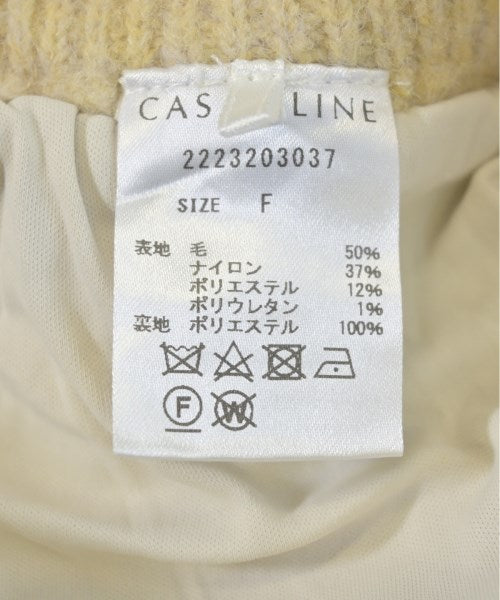 CAS LINE
2223203037
SIZE F
表地 毛 50%
ナイロン 37%
ポリエステル 12%
ポリウレタン 1%
裏地 ポリエステル 100%
F W